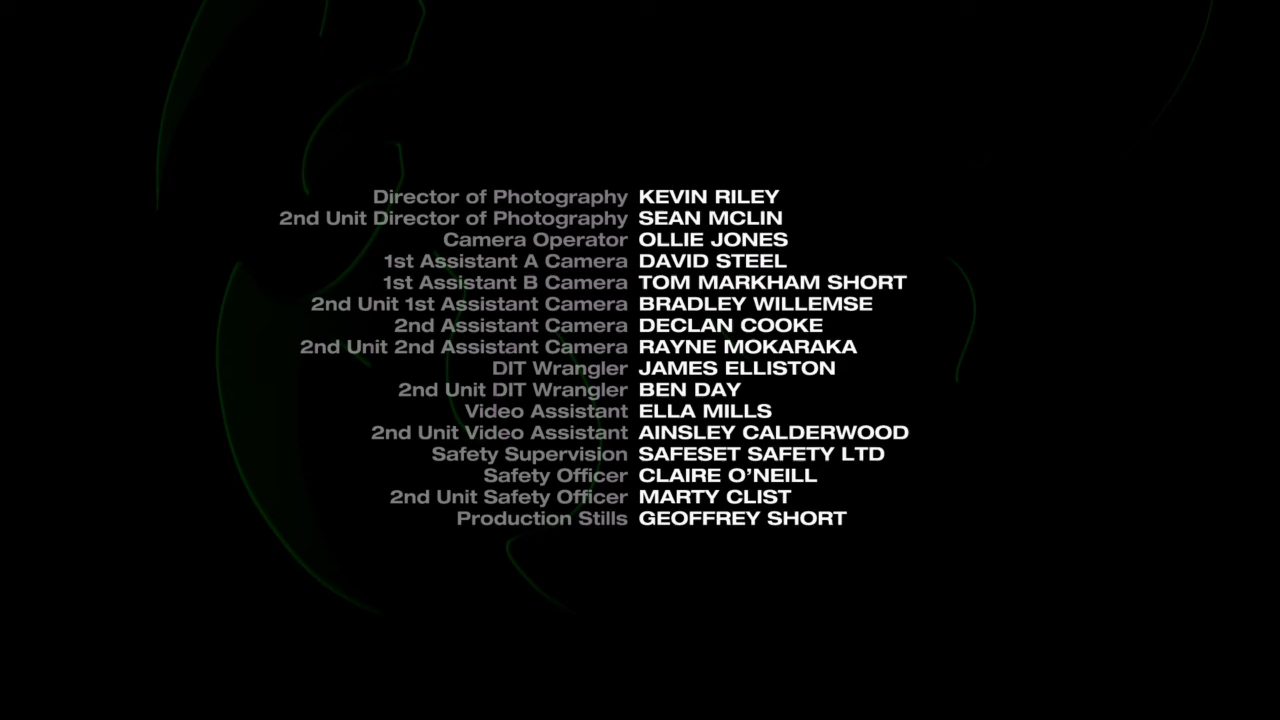 Director of Photography KEVIN RILEY
2nd Unit Director of Photography SEAN MCLIN
Camera Operator OLLIE JONES
1st Assistant A Camera DAVID STEEL
1st Assistant B Camera TOM MARKHAM SHORT
2nd Unit 1st Assistant Camera BRADLEY WILLEMSE
2nd Assistant Camera DECLAN COOKE
2nd Unit 2nd Assistant Camera RAYNE MOKARAKA
DIT Wrangler JAMES ELLISTON
2nd Unit DIT Wrangler BEN DAY
Video Assistant ELLA MILLS
2nd Unit Video Assistant AINSLEY CALDERWOOD
Safety Supervision SAFESET SAFETY LTD
Safety Officer CLAIRE O’NEILL
2nd Unit Safety Officer MARTY CLIST
Production Stills GEOFFREY SHORT